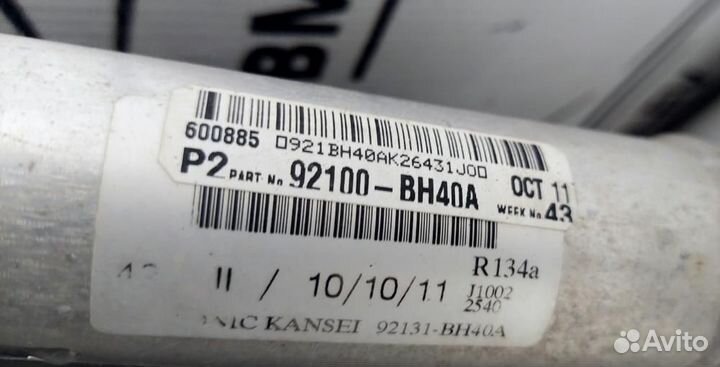 BM
600885 0921BH40AK26431J00
P2 PART No 92100-BH40A OCT 11
WEEK No 43
R134a
II / 10/10/11 J1002
2540
NIC KANSEI 92131-BH40A
Avito